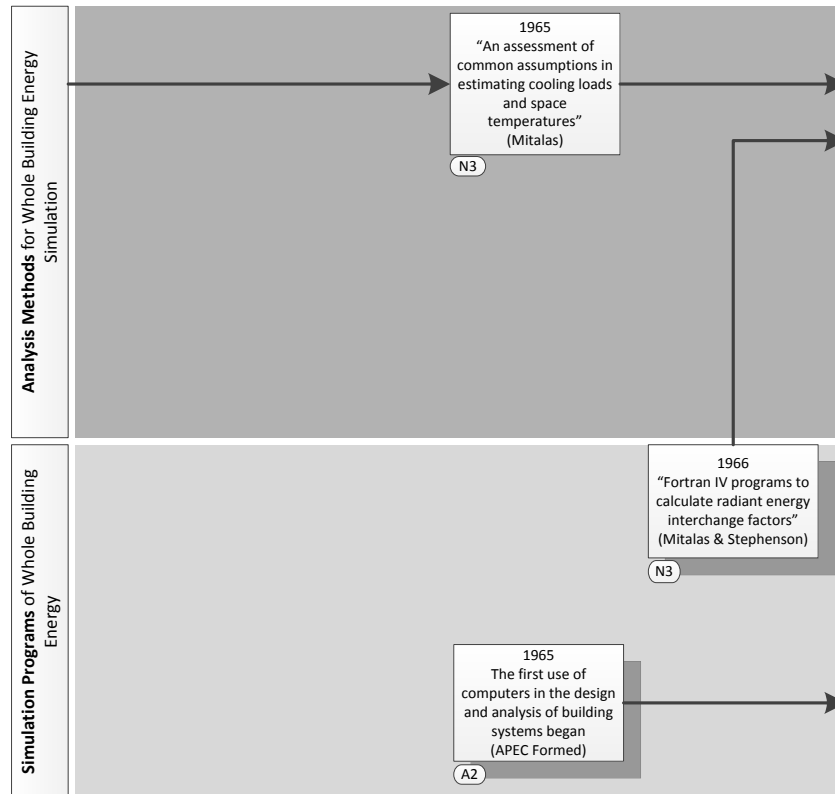 Analysis Methods for Whole Building Energy
Simulation
1965
“An assessment of
common assumptions in
estimating cooling loads
and space
temperatures”
(Mitalas)
N3
Simulation Programs of Whole Building
Energy
1966
“Fortran IV programs to
calculate radiant energy
interchange factors”
(Mitalas & Stephenson)
N3
1965
The first use of
computers in the design
and analysis of building
systems began
(APEC Formed)
A2